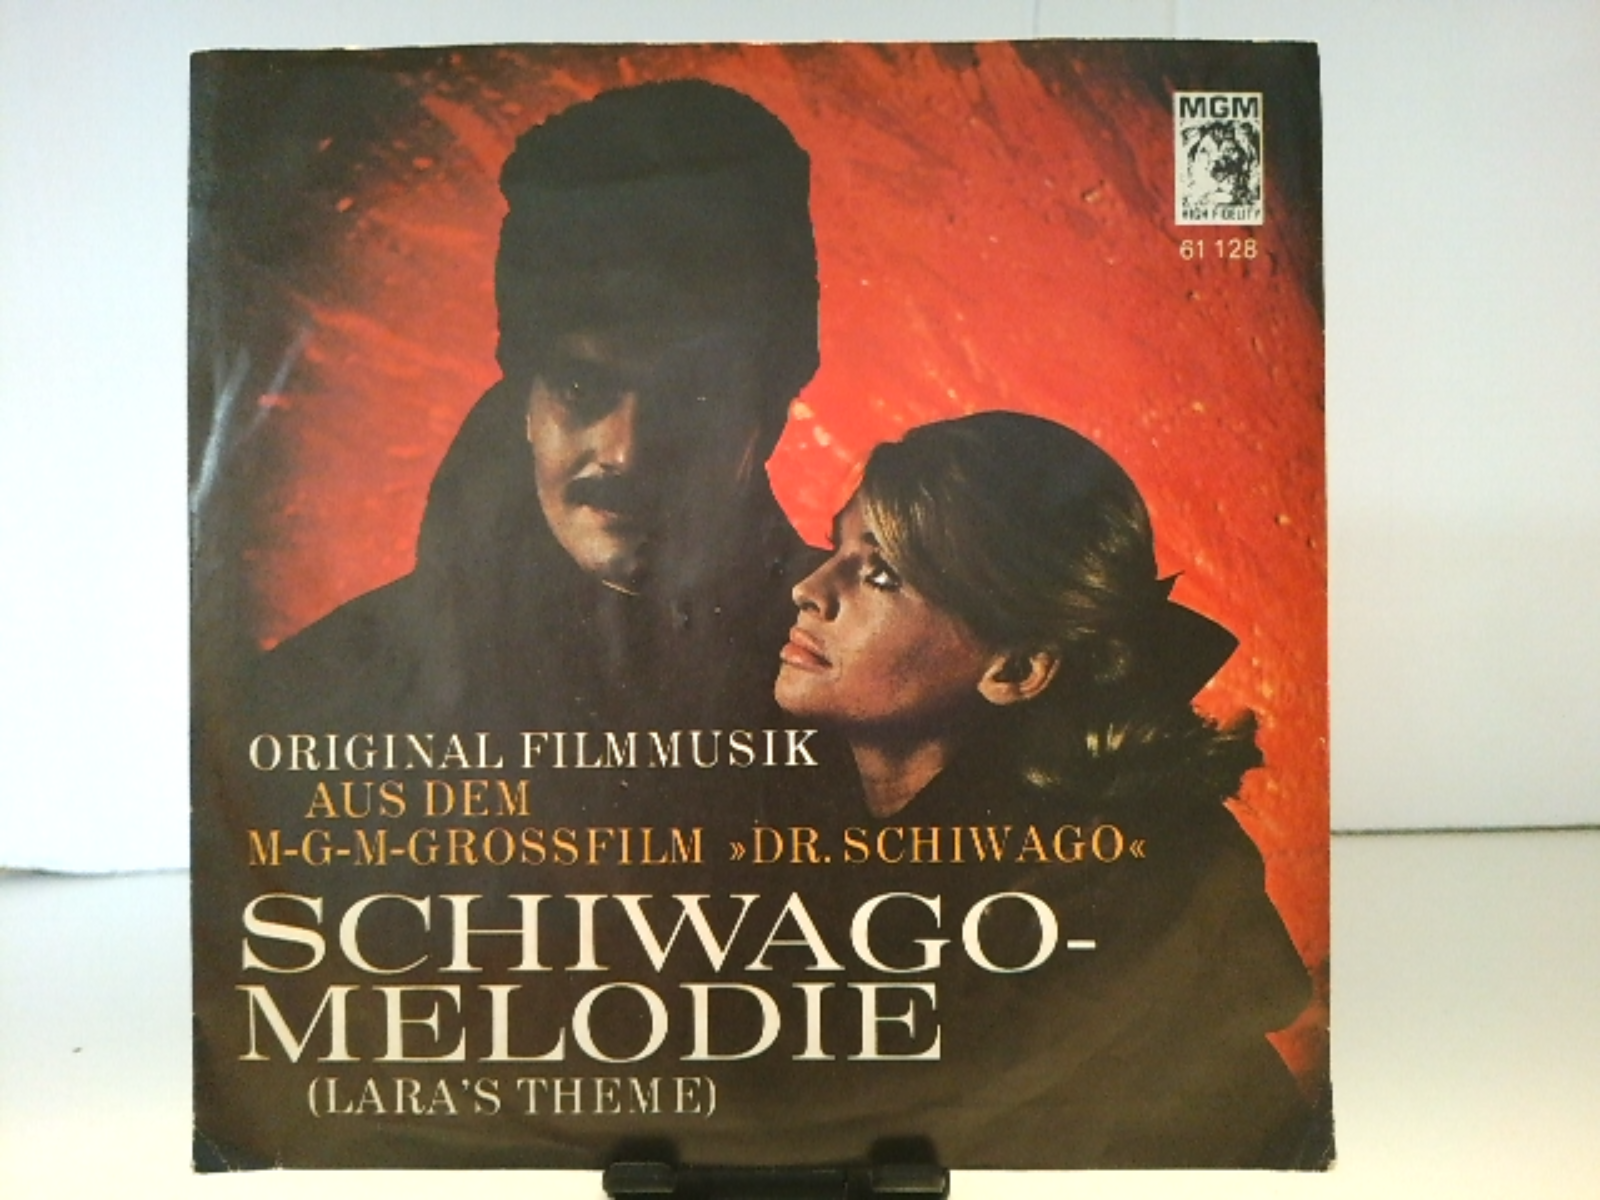 MGM
HIGH FIDELITY
61 128
ORIGINAL FILMMUSIK
AUS DEM
M-G-M-GROSSFILM »DR. SCHIWAGO«
SCHIWAGO-
MELODIE
(LARA'S THEME)